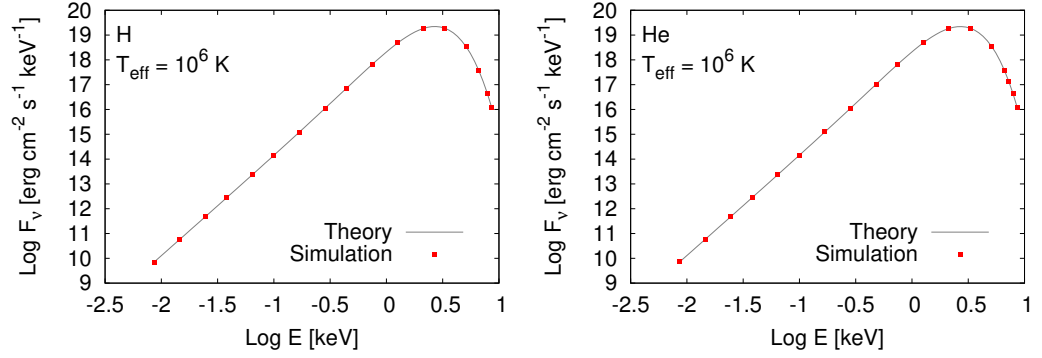 H
T_eff = 10^6 K
Log F_ν [erg cm^-2 s^-1 keV^-1]
20
19
18
17
16
15
14
13
12
11
10
9
Theory
Simulation
-2.5 -2 -1.5 -1 -0.5 0 0.5 1
Log E [keV]
He
T_eff = 10^6 K
Log F_ν [erg cm^-2 s^-1 keV^-1]
20
19
18
17
16
15
14
13
12
11
10
9
Theory
Simulation
-2.5 -2 -1.5 -1 -0.5 0 0.5 1
Log E [keV]